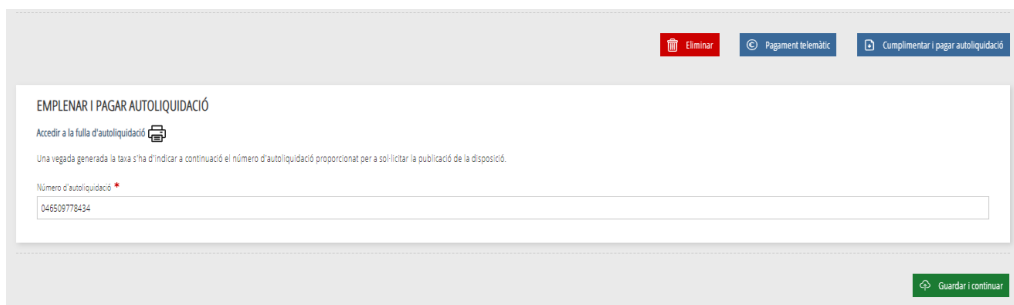 Eliminar
Pagament telemàtic
Cumplimentar i pagar autoliquidació
EMPLENAR I PAGAR AUTOLIQUIDACIÓ
Accedir a la fulla d'autoliquidació
Una vegada generada la taxa s'ha d'indicar a continuació el número d'autoliquidació proporcionat per a sol·licitar la publicació de la disposició.
Número d'autoliquidació *
046509778434
Guardar i continuar